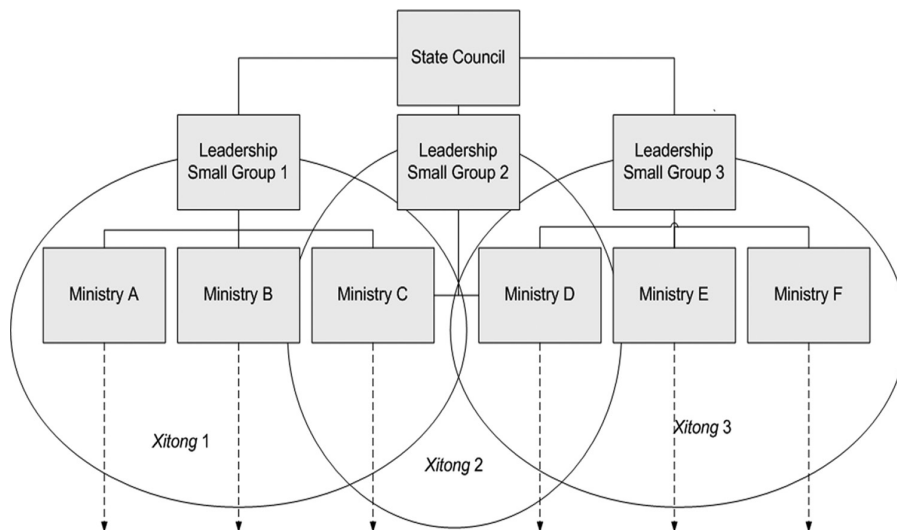 State Council
Leadership
Small Group 1
Leadership
Small Group 2
Leadership
Small Group 3
Ministry A
Ministry B
Ministry C
Ministry D
Ministry E
Ministry F
Xitong 1
Xitong 2
Xitong 3